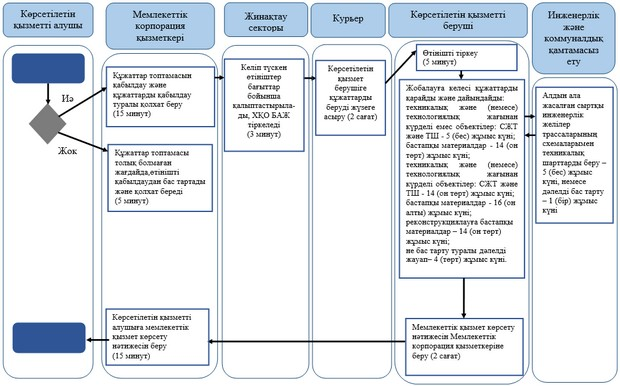 Көрсетілетін
қызметті алушы
Мемлекеттік
корпорация
қызметкері
Жинақтау
секторы
Курьер
Көрсетілетін қызметті
беруші
Инженерлік
және
коммуналдық
қамтамасыз
ету
Иә
Жоқ
Құжаттар топтамасын
қабылдау және
құжаттарды қабылдау
туралы қолхат беру
(15 минут)
Құжаттар топтамасы
толық болмаған
жағдайда,өтінішті
қабылдаудан бас тартады
және қолхат береді
(5 минут)
Көрсетілетін қызметті
алушыға мемлекеттік
қызмет көрсету
нәтижесін беру
(15 минут)
Келіп түскен
өтініштер
бағыттар
бойынша
қалыптастырыла-
ды, ХҚО БАЖ
тіркеледі
(3 минут)
Көрсетілетін
қызмет
берушіге
құжаттарды
беруді жүзеге
асыру (2 сағат)
Өтінішті тіркеу
(5 минут)
Жобалауға келесі құжаттарды
қарайды және дайындайды:
техникалық және (немесе)
технологиялық жағынан
күрделі емес объектілер: СЖТ
және ТШ - 5 (бес) жұмыс күні;
бастапқы материалдар - 14 (он
төрт) жұмыс күні;
техникалық және (немесе)
технологиялық жағынан
күрделі объектілер: СЖТ және
ТШ - 14 (он төрт) жұмыс күні;
бастапқы материалдар - 16 (он
алты) жұмыс күні;
реконструкциялауға бастапқы
материалдар – 14 (он төрт)
жұмыс күні;
не бас тарту туралы дәлелді
жауап– 4 (төрт) жұмыс күні.
Мемлекеттік қызмет көрсету
нәтижесін Мемлекеттік
корпорация қызметкеріне
беру (2 сағат)
Алдын ала
жасалған сыртқы
инженерлік
желілер
трассаларының
схемаларымен
техникалық
шарттарды беру –
5 (бес) жұмыс
күні, немесе
дәлелді бас тарту
– 1 (бір) жұмыс
күні